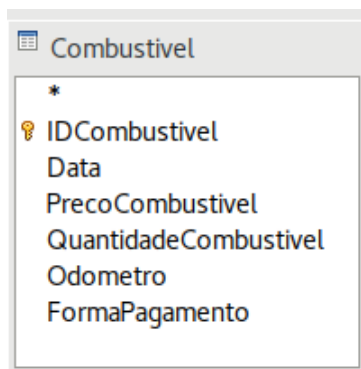 Combustivel
*
IDCombustivel
Data
PrecoCombustivel
QuantidadeCombustivel
Odometro
FormaPagamento